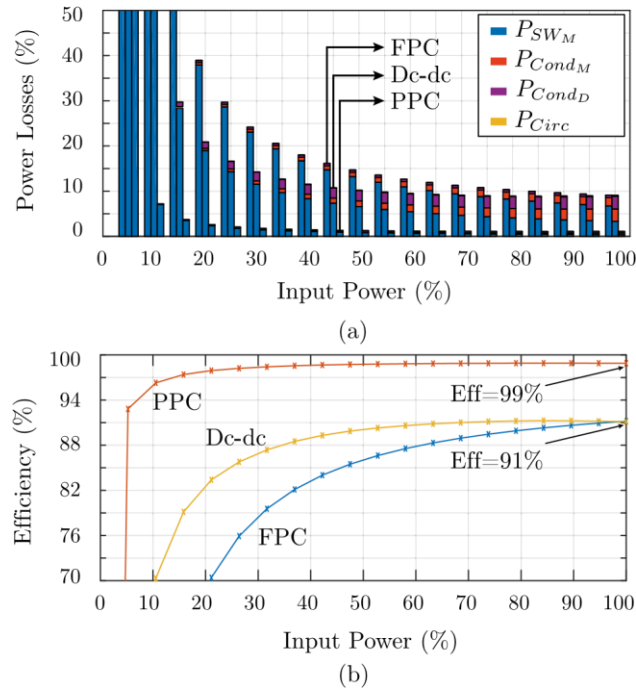 50
40
30
20
10
0
Power Losses (%)
FPC
Dc-dc
PPC
P_{SW_M}
P_{Cond_M}
P_{Cond_D}
P_{Circ}
0 10 20 30 40 50 60 70 80 90 100
Input Power (%)
(a)
100
94
88
82
76
70
Efficiency (%)
PPC
Dc-dc
FPC
Eff=99%
Eff=91%
0 10 20 30 40 50 60 70 80 90 100
Input Power (%)
(b)